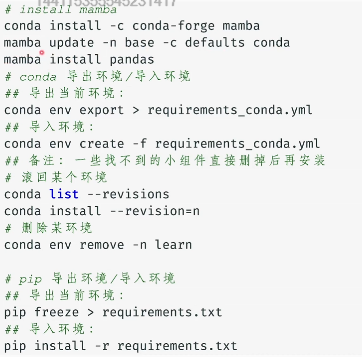 # install mamba
conda install -c conda-forge mamba
mamba update -n base -c defaults conda
mamba install pandas
# conda 导出环境/导入环境
## 导出当前环境：
conda env export > requirements_conda.yml
## 导入环境：
conda env create -f requirements_conda.yml
## 备注：一些找不到的小组件直接删掉后再安装
# 滚回某个环境
conda list --revisions
conda install --revision=n
# 删除某环境
conda env remove -n learn

# pip 导出环境/导入环境
## 导出当前环境：
pip freeze > requirements.txt
## 导入环境：
pip install -r requirements.txt